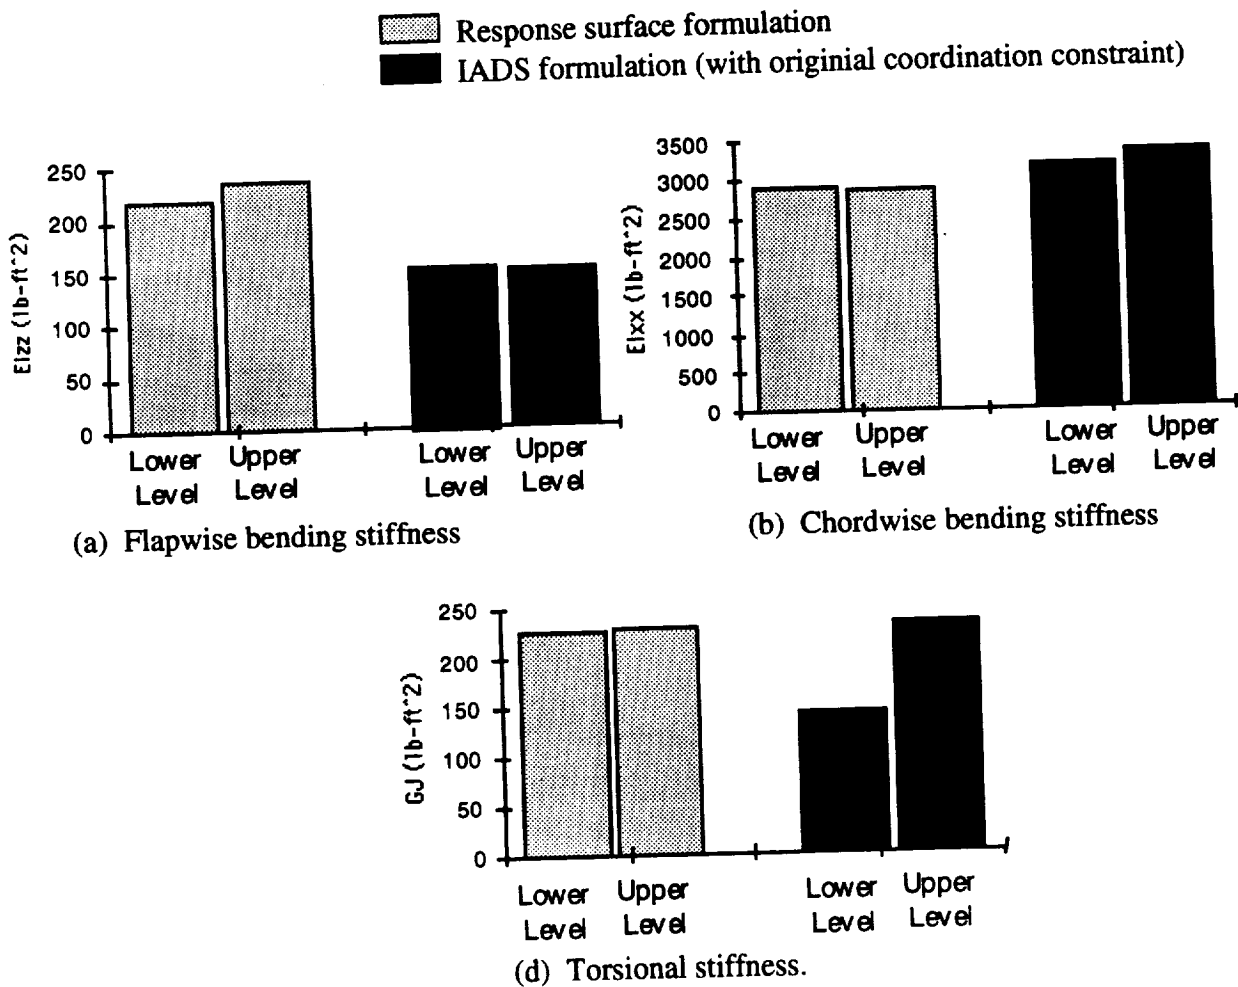 Response surface formulation
IADS formulation (with originial coordination constraint)
250
200
150
100
50
0
EIzz (lb-ft^2)
Lower Level
Upper Level
Lower Level
Upper Level
(a) Flapwise bending stiffness
3500
3000
2500
2000
1500
1000
500
0
EIxx (lb-ft^2)
Lower Level
Upper Level
Lower Level
Upper Level
(b) Chordwise bending stiffness
250
200
150
100
50
0
GJ (lb-ft^2)
Lower Level
Upper Level
Lower Level
Upper Level
(d) Torsional stiffness.